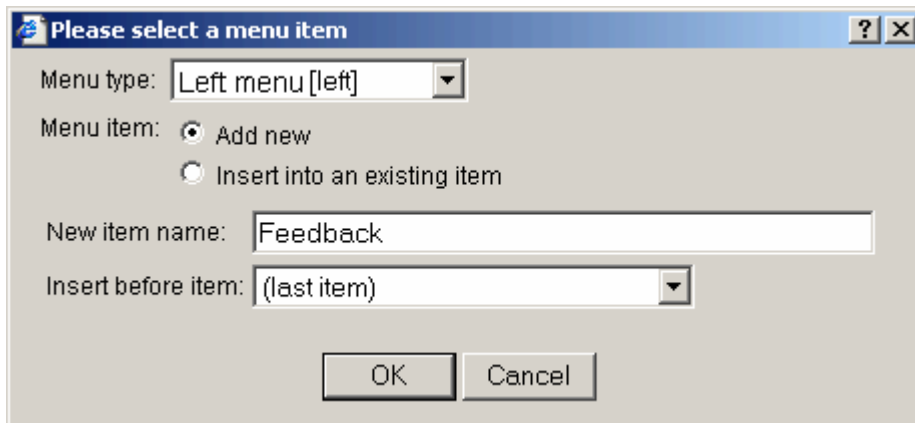 Please select a menu item
Menu type: Left menu [left]
Menu item: Add new
Insert into an existing item
New item name: Feedback
Insert before item: (last item)
OK Cancel